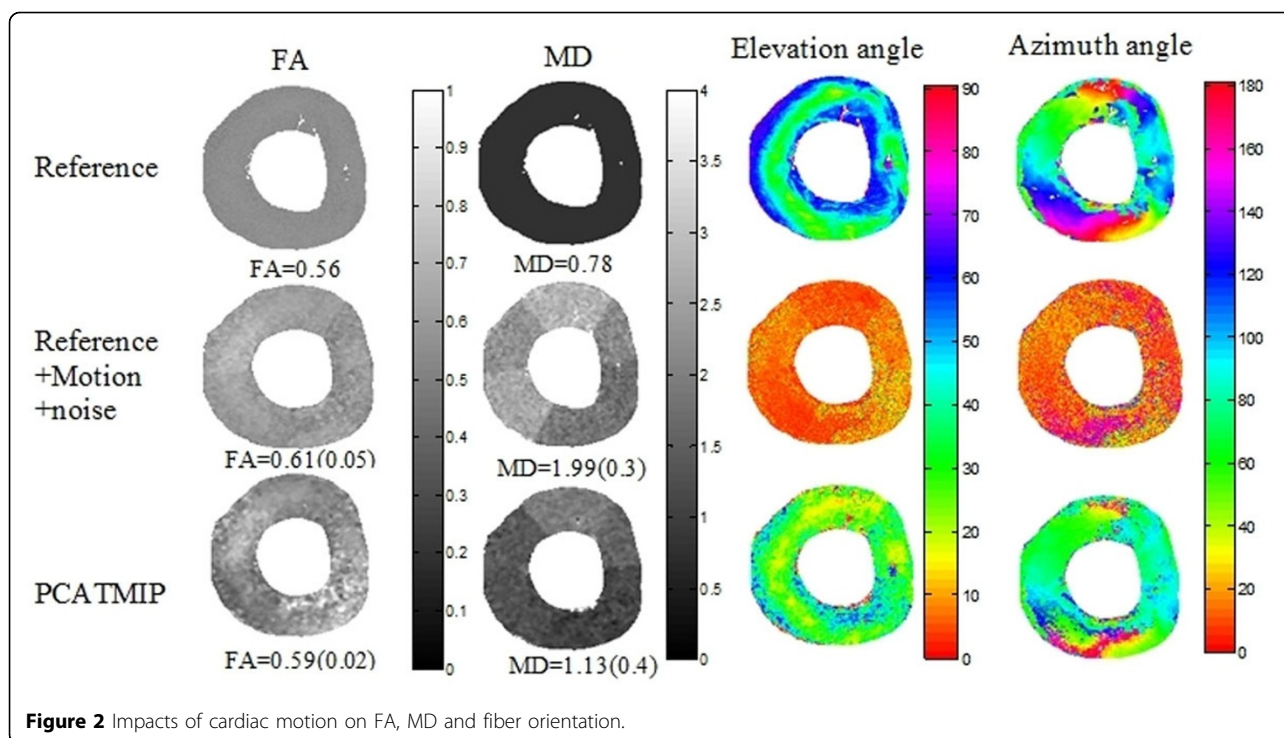 FA
MD
Elevation angle
Azimuth angle
Reference
FA=0.56
MD=0.78
Reference
+Motion
+noise
FA=0.61(0.05)
MD=1.99(0.3)
PCATMIP
FA=0.59(0.02)
MD=1.13(0.4)
1
0.9
0.8
0.7
0.6
0.5
0.4
0.3
0.2
0.1
0
4
3.5
3
2.5
2
1.5
1
0.5
0
90
80
70
60
50
40
30
20
10
0
180
160
140
120
100
80
60
40
20
0
Figure 2 Impacts of cardiac motion on FA, MD and fiber orientation.